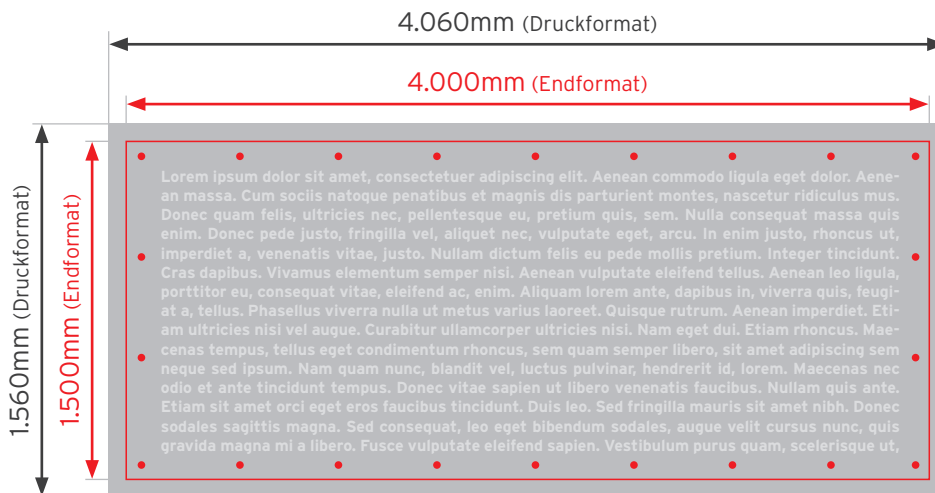 4.060mm (Druckformat)
4.000mm (Endformat)
1.560mm (Druckformat)
1.500mm (Endformat)
Lorem ipsum dolor sit amet, consectetuer adipiscing elit. Aenean commodo ligula eget dolor. Aene-
an massa. Cum sociis natoque penatibus et magnis dis parturient montes, nascetur ridiculus mus.
Donec quam felis, ultricies nec, pellentesque eu, pretium quis, sem. Nulla consequat massa quis
enim. Donec pede justo, fringilla vel, aliquet nec, vulputate eget, arcu. In enim justo, rhoncus ut,
imperdiet a, venenatis vitae, justo. Nullam dictum felis eu pede mollis pretium. Integer tincidunt.
Cras dapibus. Vivamus elementum semper nisi. Aenean vulputate eleifend tellus. Aenean leo ligula,
porttitor eu, consequat vitae, eleifend ac, enim. Aliquam lorem ante, dapibus in, viverra quis, feugi-
at a, tellus. Phasellus viverra nulla ut metus varius laoreet. Quisque rutrum. Aenean imperdiet. Eti-
am ultricies nisi vel augue. Curabitur ullamcorper ultricies nisi. Nam eget dui. Etiam rhoncus. Mae-
cenas tempus, tellus eget condimentum rhoncus, sem quam semper libero, sit amet adipiscing sem
neque sed ipsum. Nam quam nunc, blandit vel, luctus pulvinar, hendrerit id, lorem. Maecenas nec
odio et ante tincidunt tempus. Donec vitae sapien ut libero venenatis faucibus. Nullam quis ante.
Etiam sit amet orci eget eros faucibus tincidunt. Duis leo. Sed fringilla mauris sit amet nibh. Donec
sodales sagittis magna. Sed consequat, leo eget bibendum sodales, augue velit cursus nunc, quis
gravida magna mi a libero. Fusce vulputate eleifend sapien. Vestibulum purus quam, scelerisque ut,